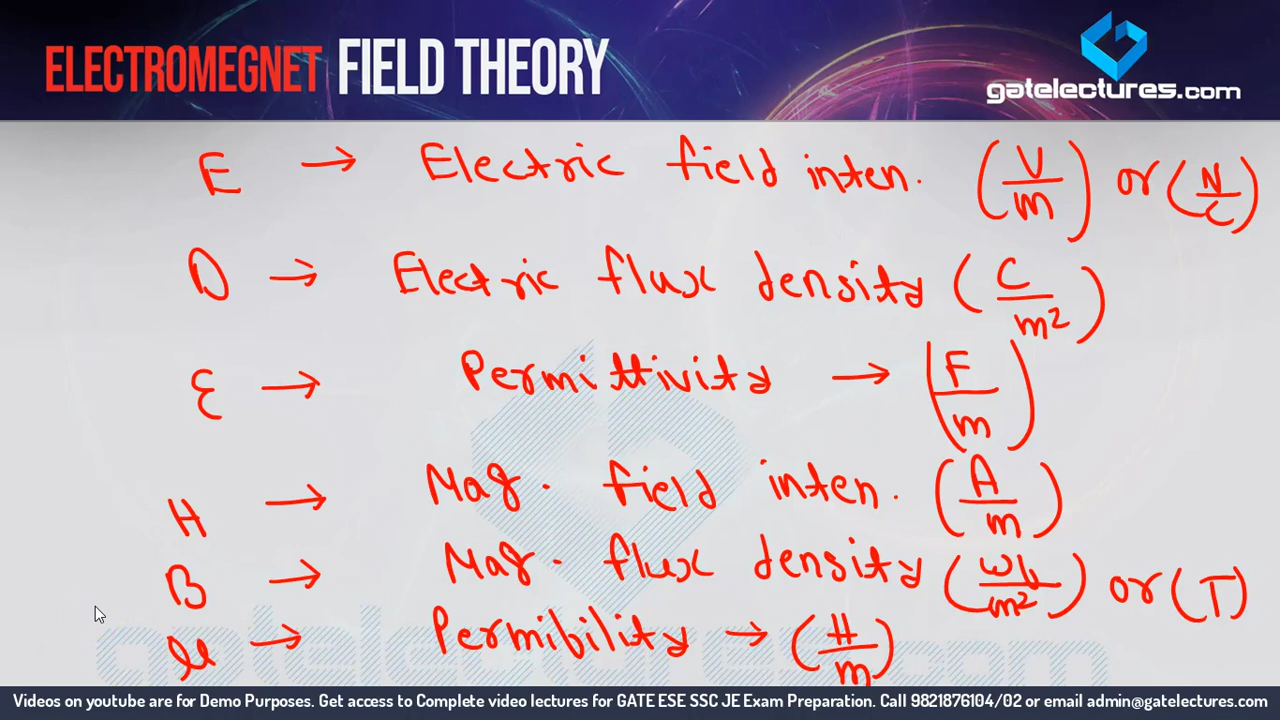 ELECTROMEGNET FIELD THEORY
gatelectures.com
E → Electric field inten. (V/m) or (N/C)
D → Electric flux density (C/m²)
ε → Permittivity → (F/m)
H → Mag. field inten. (A/m)
B → Mag. flux density (Wb/m²) or (T)
μ → Permibility → (H/m)
gatelectures.com
Videos on youtube are for Demo Purposes. Get access to Complete video lectures for GATE ESE SSC JE Exam Preparation. Call 9821876104/02 or email admin@gatelectures.com